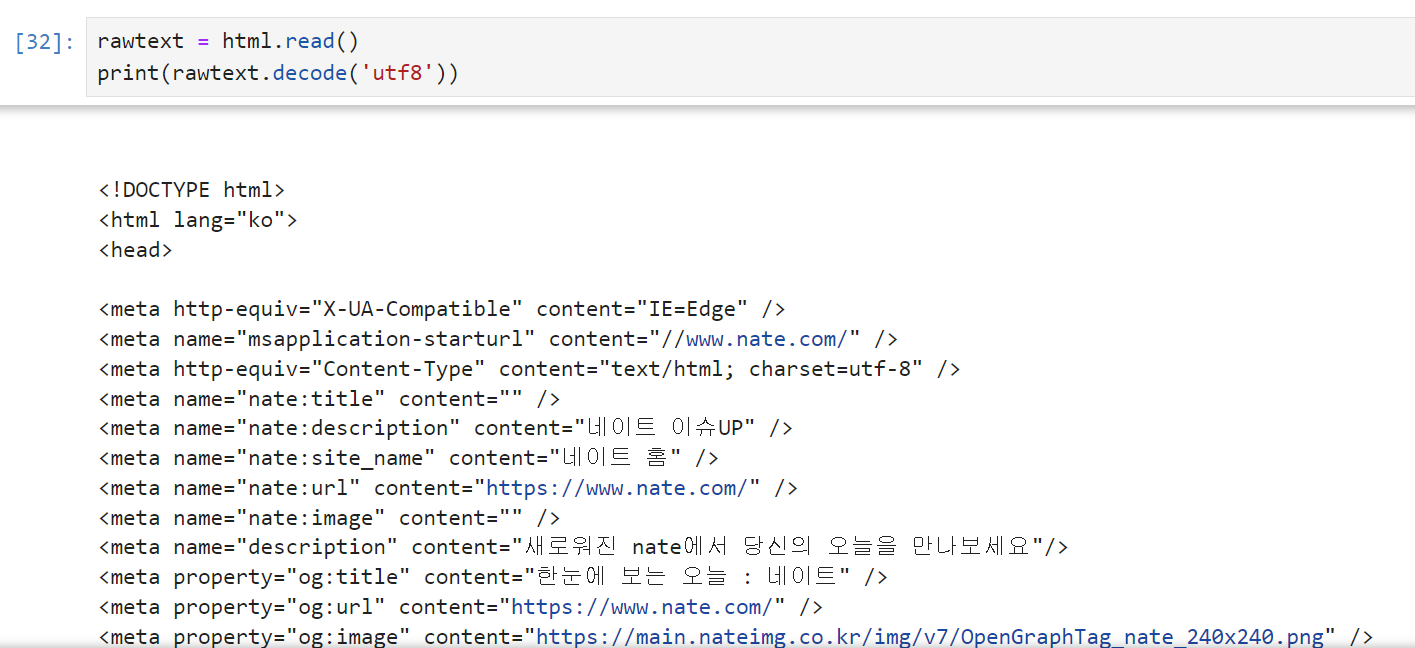 [32]: rawtext = html.read()
print(rawtext.decode('utf8'))
<!DOCTYPE html>
<html lang="ko">
<head>
<meta http-equiv="X-UA-Compatible" content="IE=Edge" />
<meta name="msapplication-starturl" content="//www.nate.com/" />
<meta http-equiv="Content-Type" content="text/html; charset=utf-8" />
<meta name="nate:title" content="" />
<meta name="nate:description" content="네이트 이슈UP" />
<meta name="nate:site_name" content="네이트 홈" />
<meta name="nate:url" content="https://www.nate.com/" />
<meta name="nate:image" content="" />
<meta name="description" content="새로워진 nate에서 당신의 오늘을 만나보세요"/>
<meta property="og:title" content="한눈에 보는 오늘 : 네이트" />
<meta property="og:url" content="https://www.nate.com/" />
<meta property="og:image" content="https://main.nateimg.co.kr/img/v7/OpenGraphTag_nate_240x240.png" />